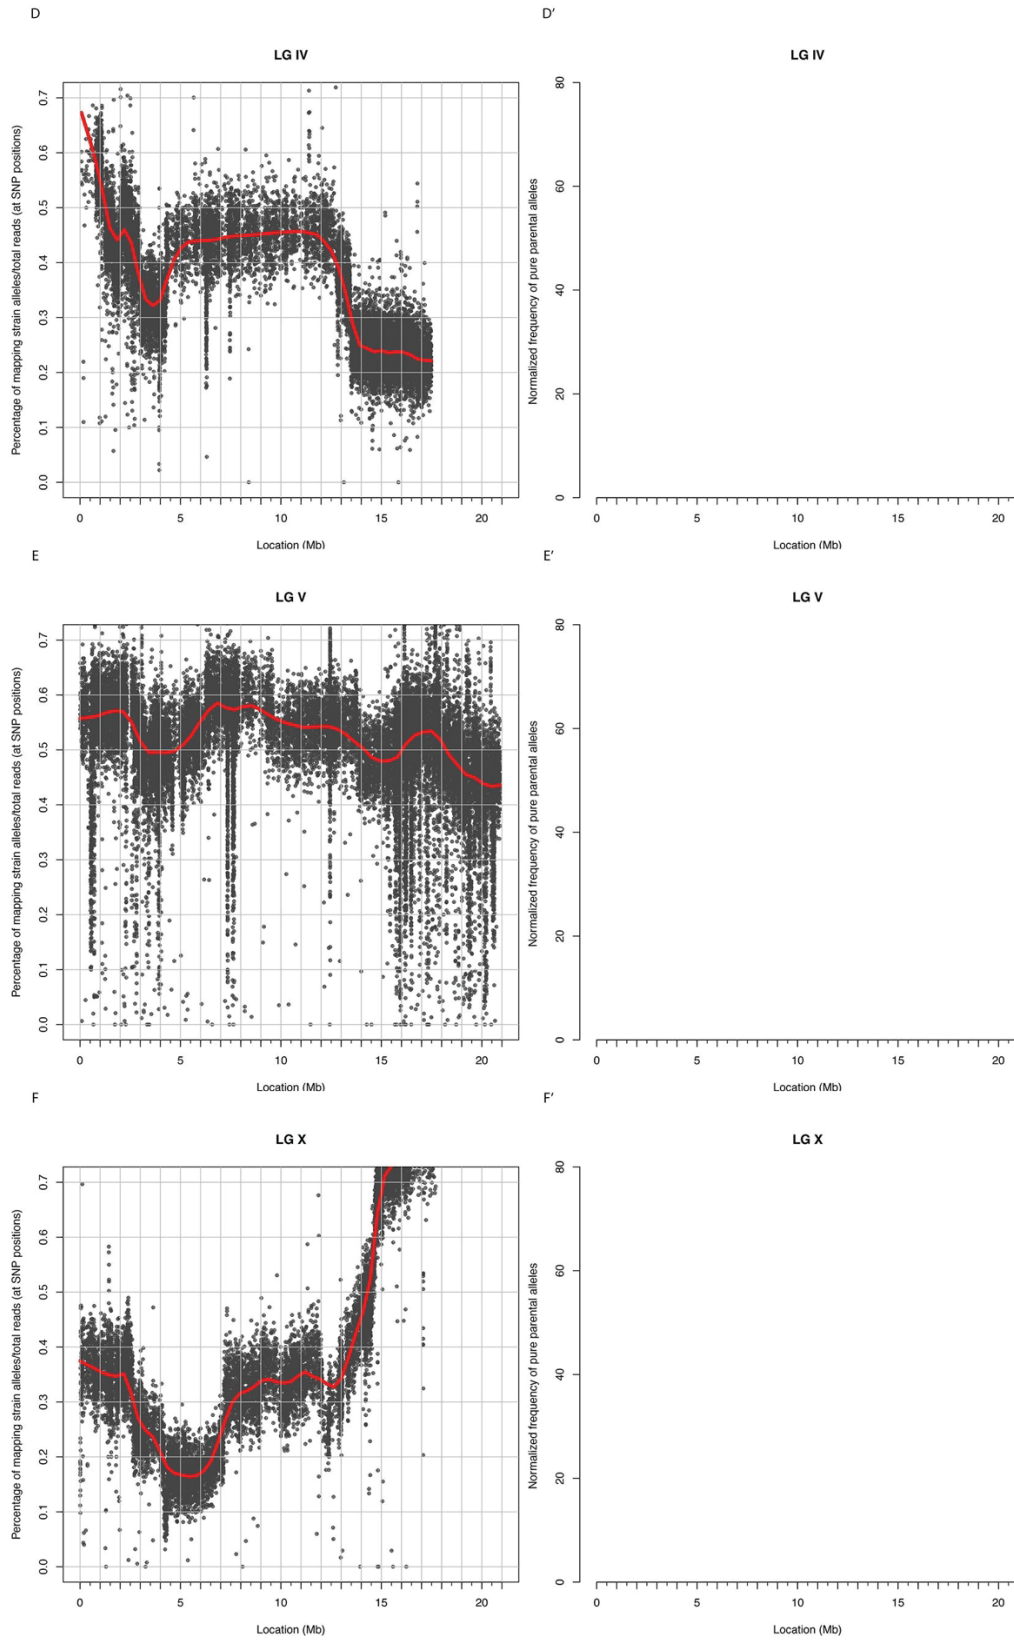 D
LG IV
Percentage of mapping strain alleles/total reads (at SNP positions)
0.0 0.1 0.2 0.3 0.4 0.5 0.6 0.7
0 5 10 15 20
Location (Mb)
D'
LG IV
Normalized frequency of pure parental alleles
0 20 40 60 80
0 5 10 15 20
Location (Mb)
E
LG V
Percentage of mapping strain alleles/total reads (at SNP positions)
0.0 0.1 0.2 0.3 0.4 0.5 0.6 0.7
0 5 10 15 20
Location (Mb)
E'
LG V
Normalized frequency of pure parental alleles
0 20 40 60 80
0 5 10 15 20
Location (Mb)
F
LG X
Percentage of mapping strain alleles/total reads (at SNP positions)
0.0 0.1 0.2 0.3 0.4 0.5 0.6 0.7
0 5 10 15 20
Location (Mb)
F'
LG X
Normalized frequency of pure parental alleles
0 20 40 60 80
0 5 10 15 20
Location (Mb)